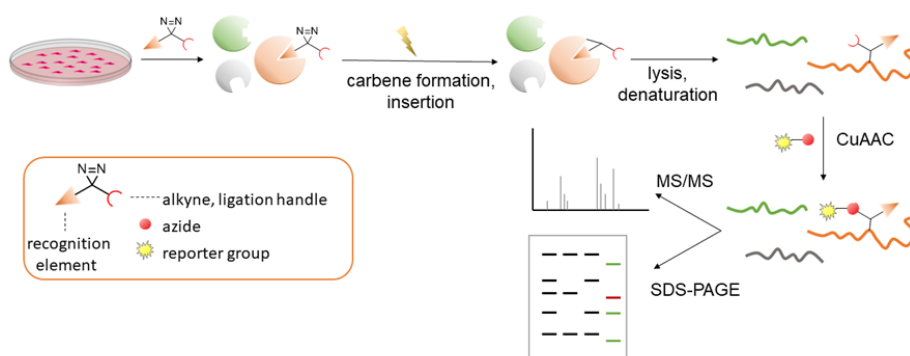 N=N
N=N
carbene formation,
insertion
lysis,
denaturation
CuAAC
MS/MS
SDS-PAGE
N=N
alkyne, ligation handle
azide
reporter group
recognition
element